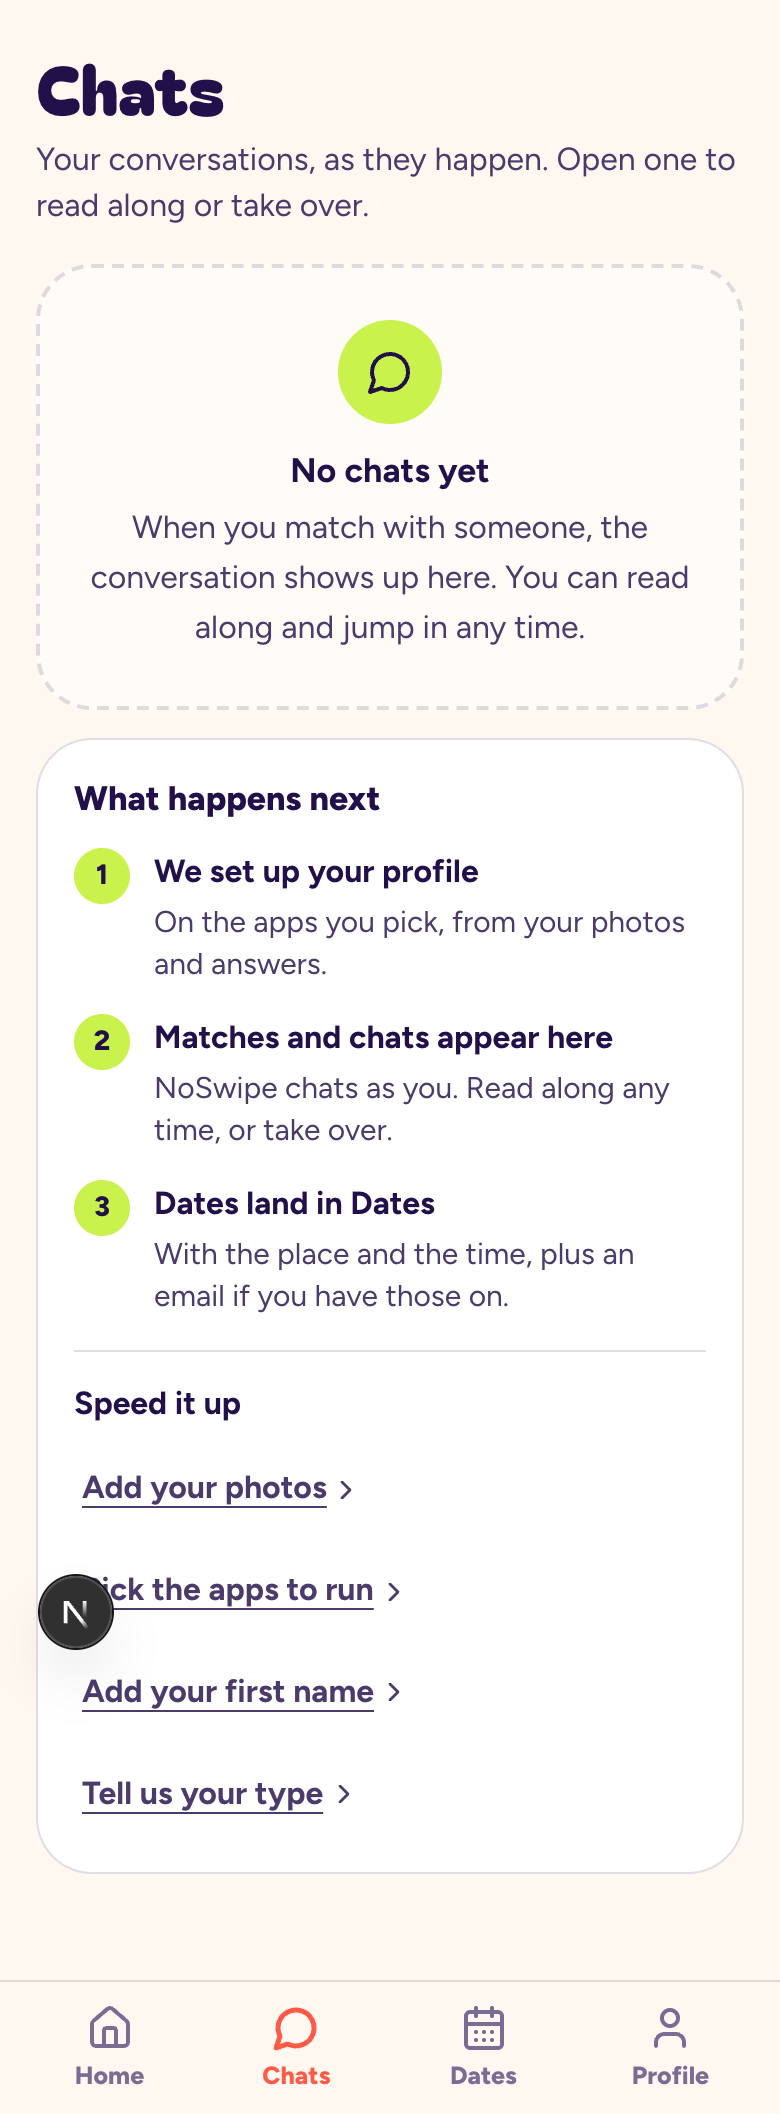 Chats
Your conversations, as they happen. Open one to
read along or take over.
No chats yet
When you match with someone, the
conversation shows up here. You can read
along and jump in any time.
What happens next
1 We set up your profile
On the apps you pick, from your photos
and answers.
2 Matches and chats appear here
NoSwipe chats as you. Read along any
time, or take over.
3 Dates land in Dates
With the place and the time, plus an
email if you have those on.
Speed it up
Add your photos
N
ick the apps to run
Add your first name
Tell us your type
Home
Chats
Dates
Profile